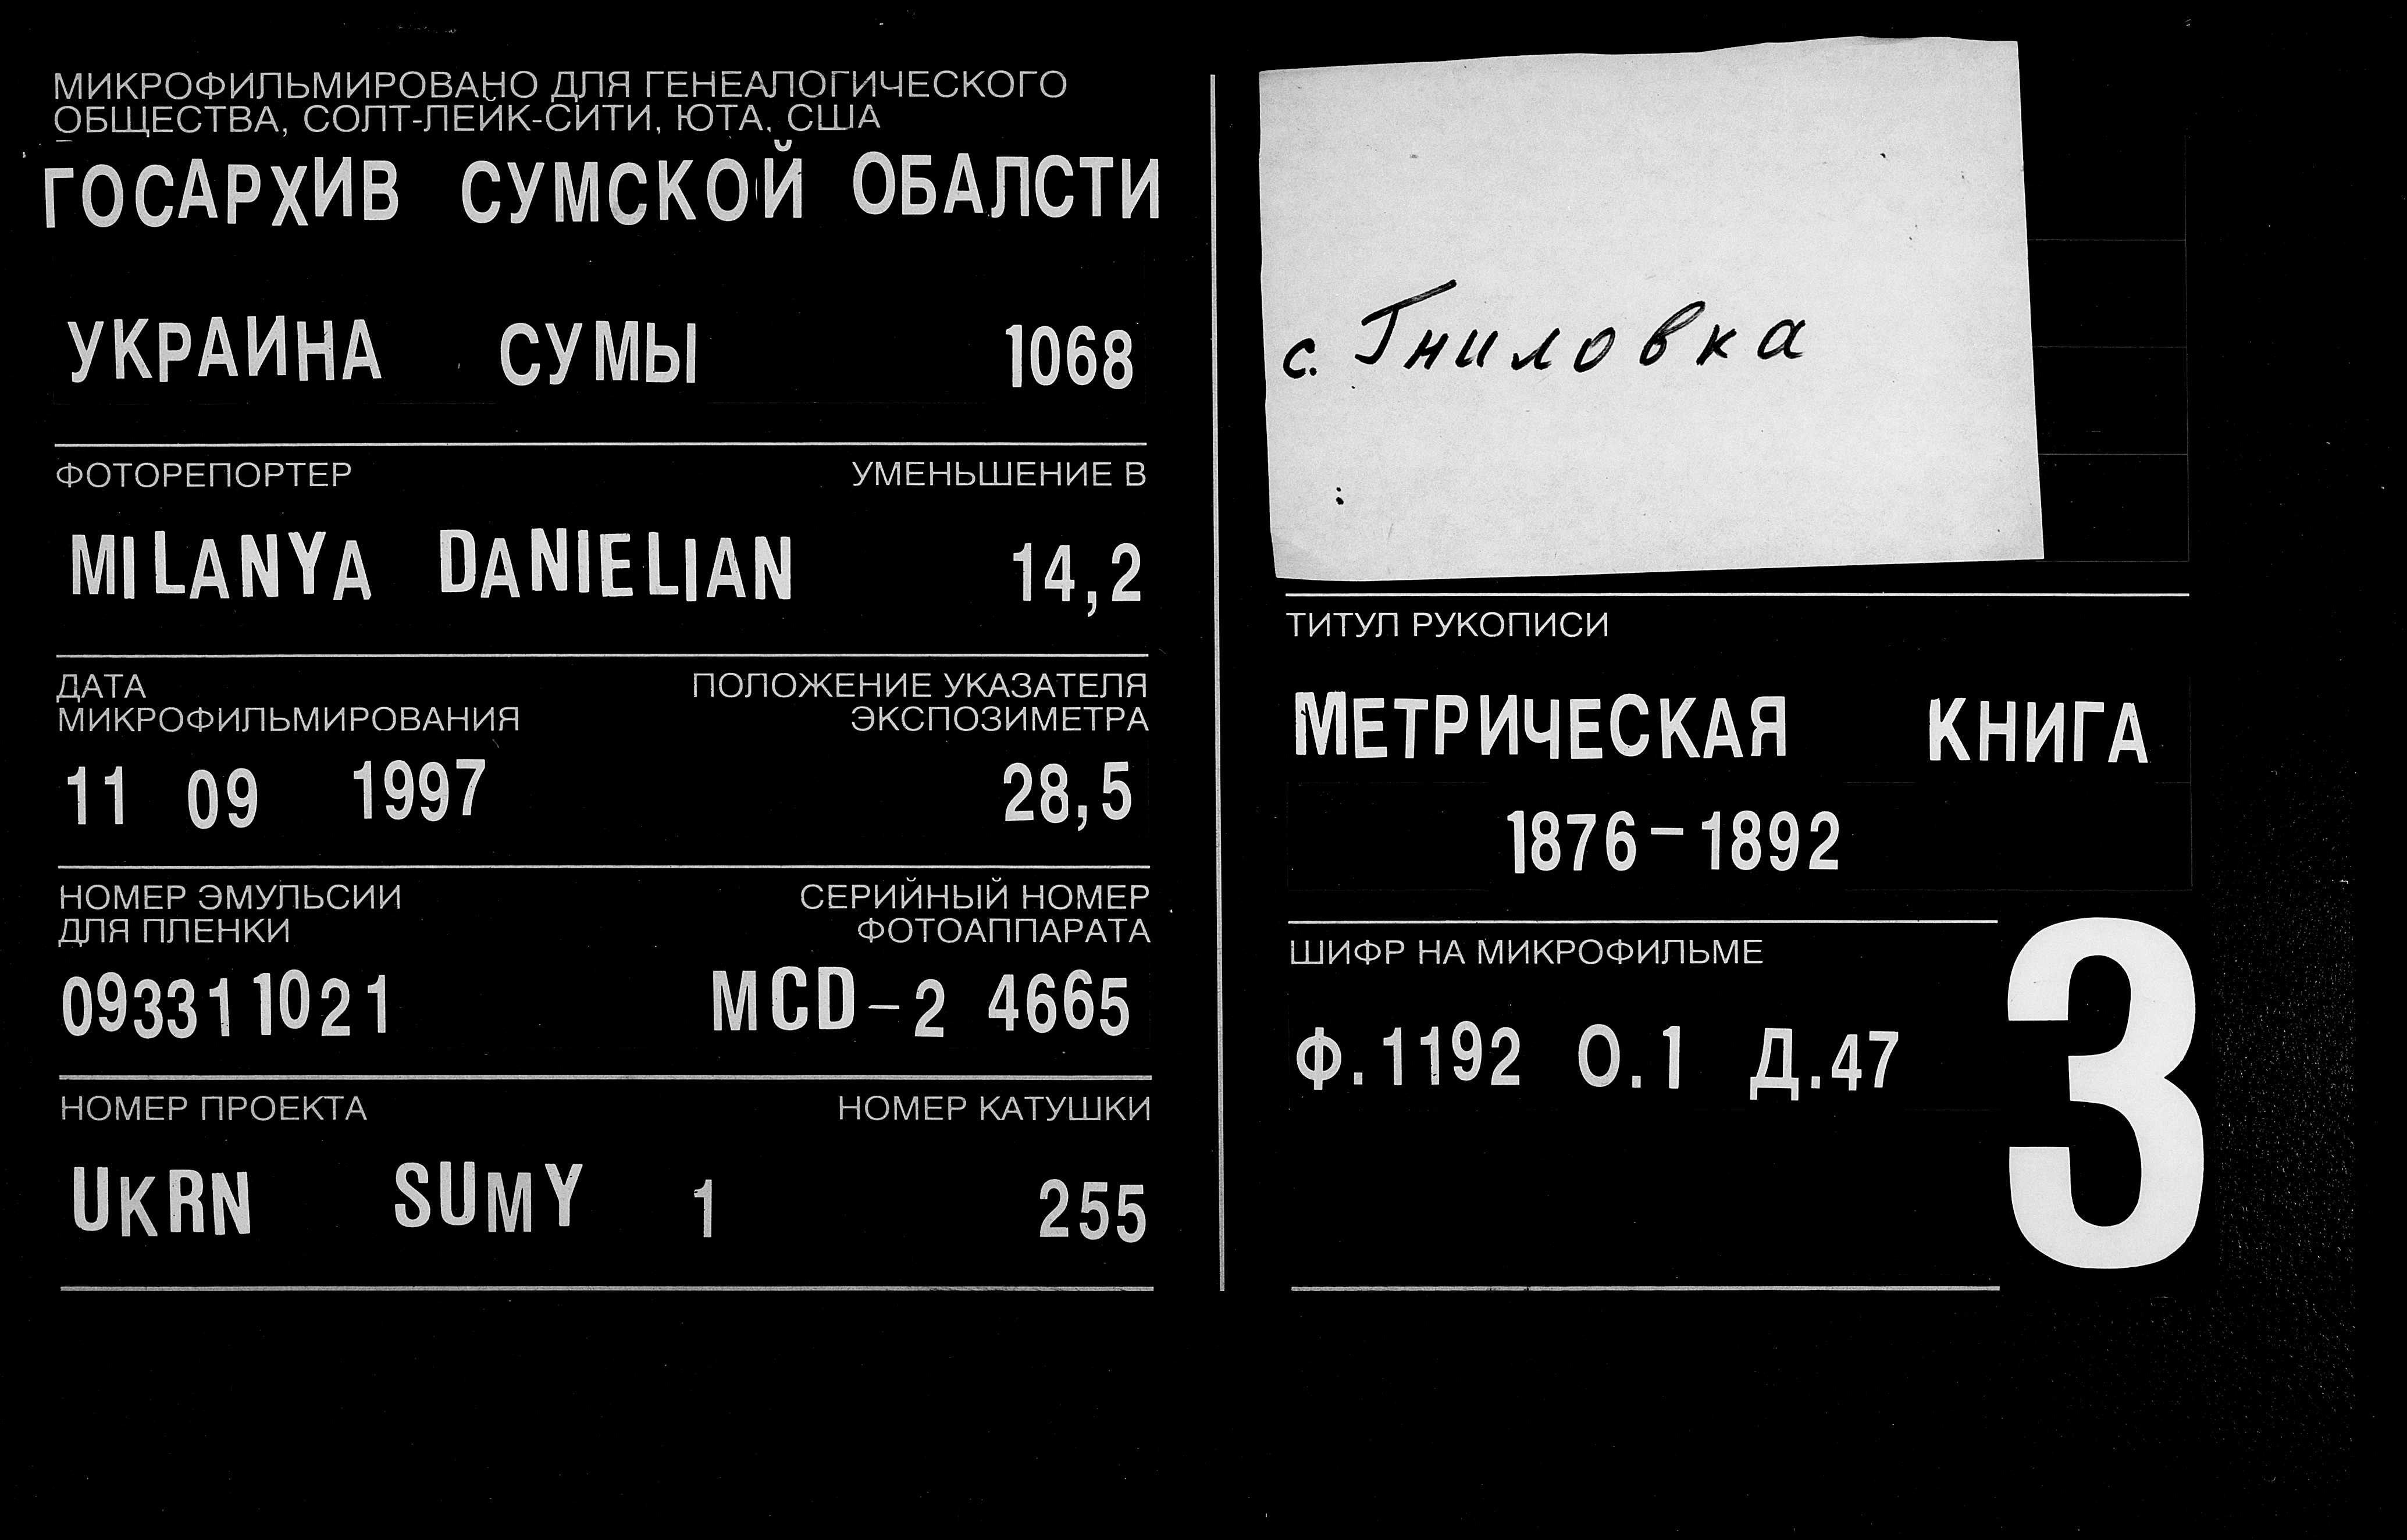 МИКРОФИЛЬМИРОВАНО ДЛЯ ГЕНЕАЛОГИЧЕСКОГО
ОБЩЕСТВА, СОЛТ-ЛЕЙК-СИТИ, ЮТА, США
ГОСАРХИВ СУМСКОЙ ОБАЛСТИ
УКРАИНА СУМЫ 1068
ФОТОРЕПОРТЕР УМЕНЬШЕНИЕ В
MILANYA DANIELIAN 14,2
ДАТА ПОЛОЖЕНИЕ УКАЗАТЕЛЯ
МИКРОФИЛЬМИРОВАНИЯ ЭКСПОЗИМЕТРА
11 09 1997 28,5
НОМЕР ЭМУЛЬСИИ СЕРИЙНЫЙ НОМЕР
ДЛЯ ПЛЕНКИ ФОТОАППАРАТА
093311021 MCD-2 4665
НОМЕР ПРОЕКТА НОМЕР КАТУШКИ
UKRN SUMY 1 255
с. Гниловка
ТИТУЛ РУКОПИСИ
МЕТРИЧЕСКАЯ КНИГА
1876-1892
ШИФР НА МИКРОФИЛЬМЕ
Ф.1192 О.1 Д.47
3